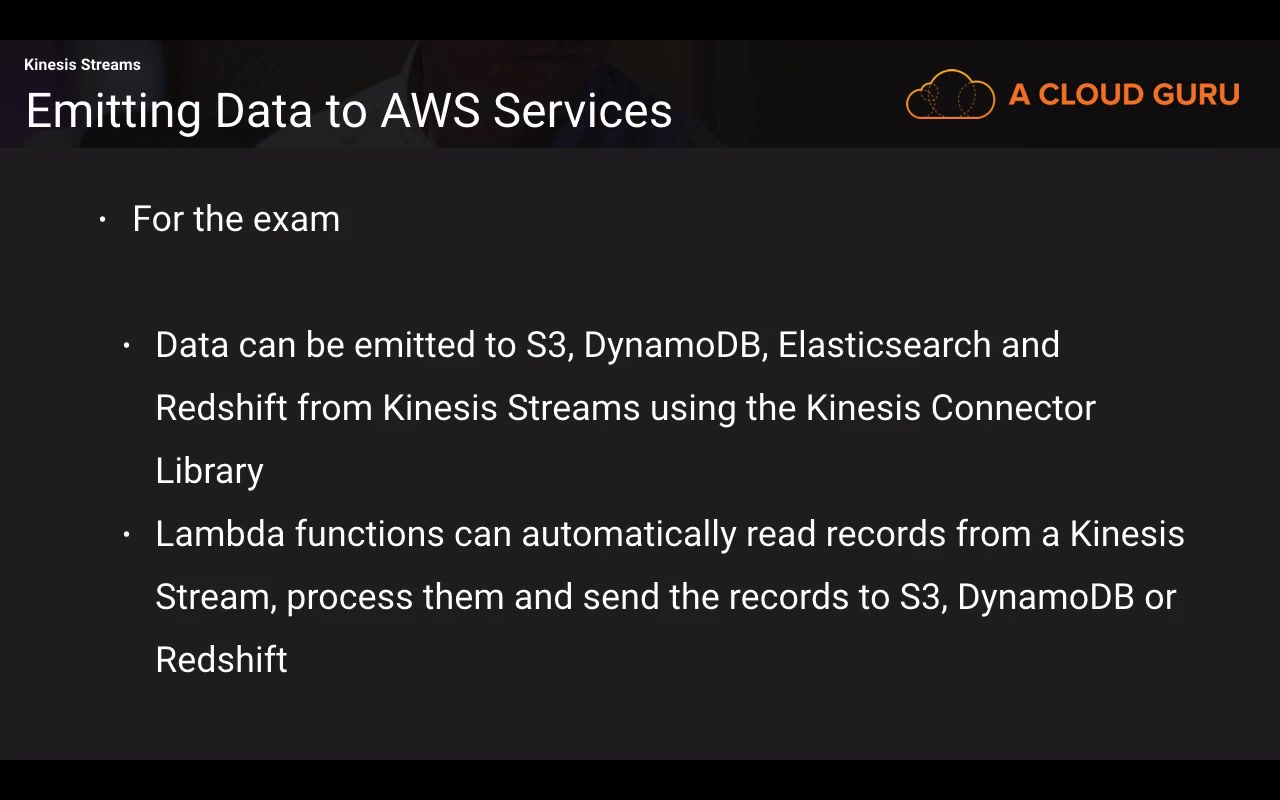 Kinesis Streams
Emitting Data to AWS Services
A CLOUD GURU
• For the exam
• Data can be emitted to S3, DynamoDB, Elasticsearch and
Redshift from Kinesis Streams using the Kinesis Connector
Library
• Lambda functions can automatically read records from a Kinesis
Stream, process them and send the records to S3, DynamoDB or
Redshift